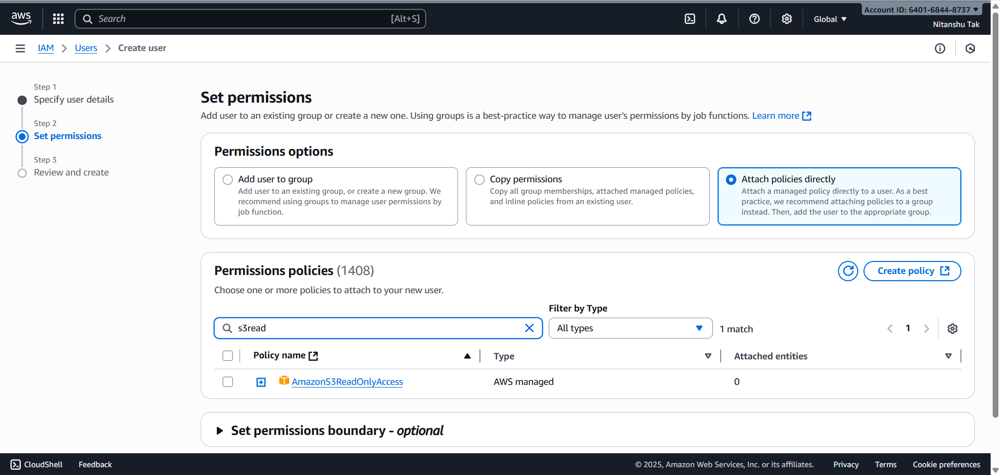 aws
Search [Alt+S]
Global
Account ID: 6401-6844-8737
Nitanshu Tak
IAM
Users
Create user
Step 1
Specify user details
Step 2
Set permissions
Step 3
Review and create
Set permissions
Add user to an existing group or create a new one. Using groups is a best-practice way to manage user's permissions by job functions. Learn more
Permissions options
Add user to group
Add user to an existing group, or create a new group. We
recommend using groups to manage user permissions by
job function.
Copy permissions
Copy all group memberships, attached managed policies,
and inline policies from an existing user.
Attach policies directly
Attach a managed policy directly to a user. As a best
practice, we recommend attaching policies to a group
instead. Then, add the user to the appropriate group.
Permissions policies (1408)
Create policy
Choose one or more policies to attach to your new user.
Filter by Type
s3read
All types
1 match
1
Policy name
Type
Attached entities
AmazonS3ReadOnlyAccess
AWS managed
0
Set permissions boundary - optional
CloudShell
Feedback
© 2025, Amazon Web Services, Inc. or its affiliates.
Privacy
Terms
Cookie preferences